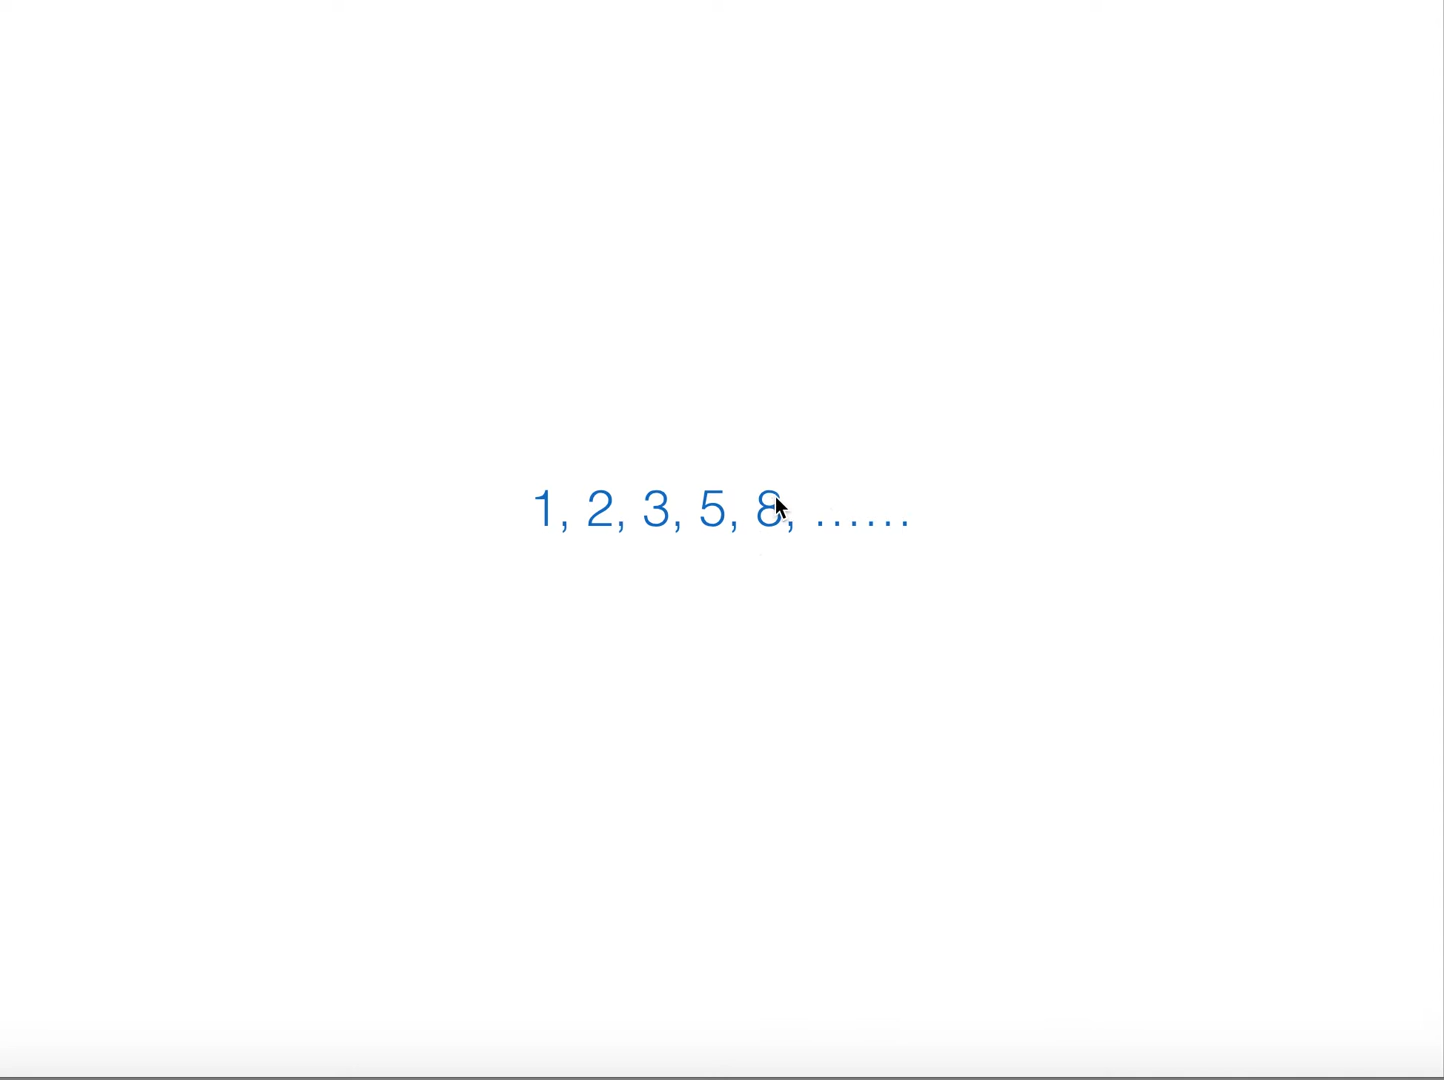 1, 2, 3, 5, 8, ......